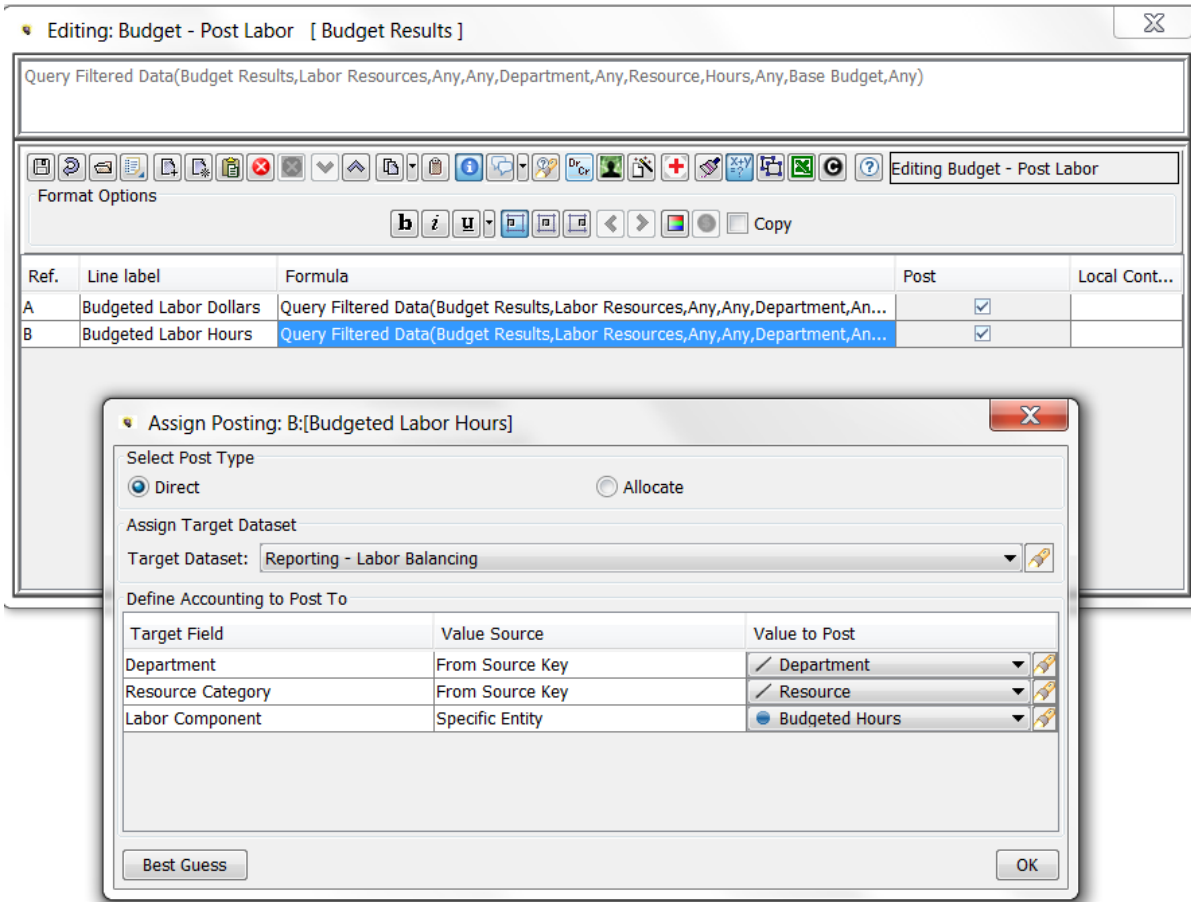 Editing: Budget - Post Labor [ Budget Results ]
Query Filtered Data(Budget Results,Labor Resources,Any,Any,Department,Any,Resource,Hours,Any,Base Budget,Any)
Editing Budget - Post Labor
Format Options
b i u Copy
Ref. Line label Formula Post Local Cont...
A Budgeted Labor Dollars Query Filtered Data(Budget Results,Labor Resources,Any,Any,Department,An...
B Budgeted Labor Hours Query Filtered Data(Budget Results,Labor Resources,Any,Any,Department,An...
Assign Posting: B:[Budgeted Labor Hours]
Select Post Type
Direct Allocate
Assign Target Dataset
Target Dataset: Reporting - Labor Balancing
Define Accounting to Post To
Target Field Value Source Value to Post
Department From Source Key Department
Resource Category From Source Key Resource
Labor Component Specific Entity Budgeted Hours
Best Guess OK